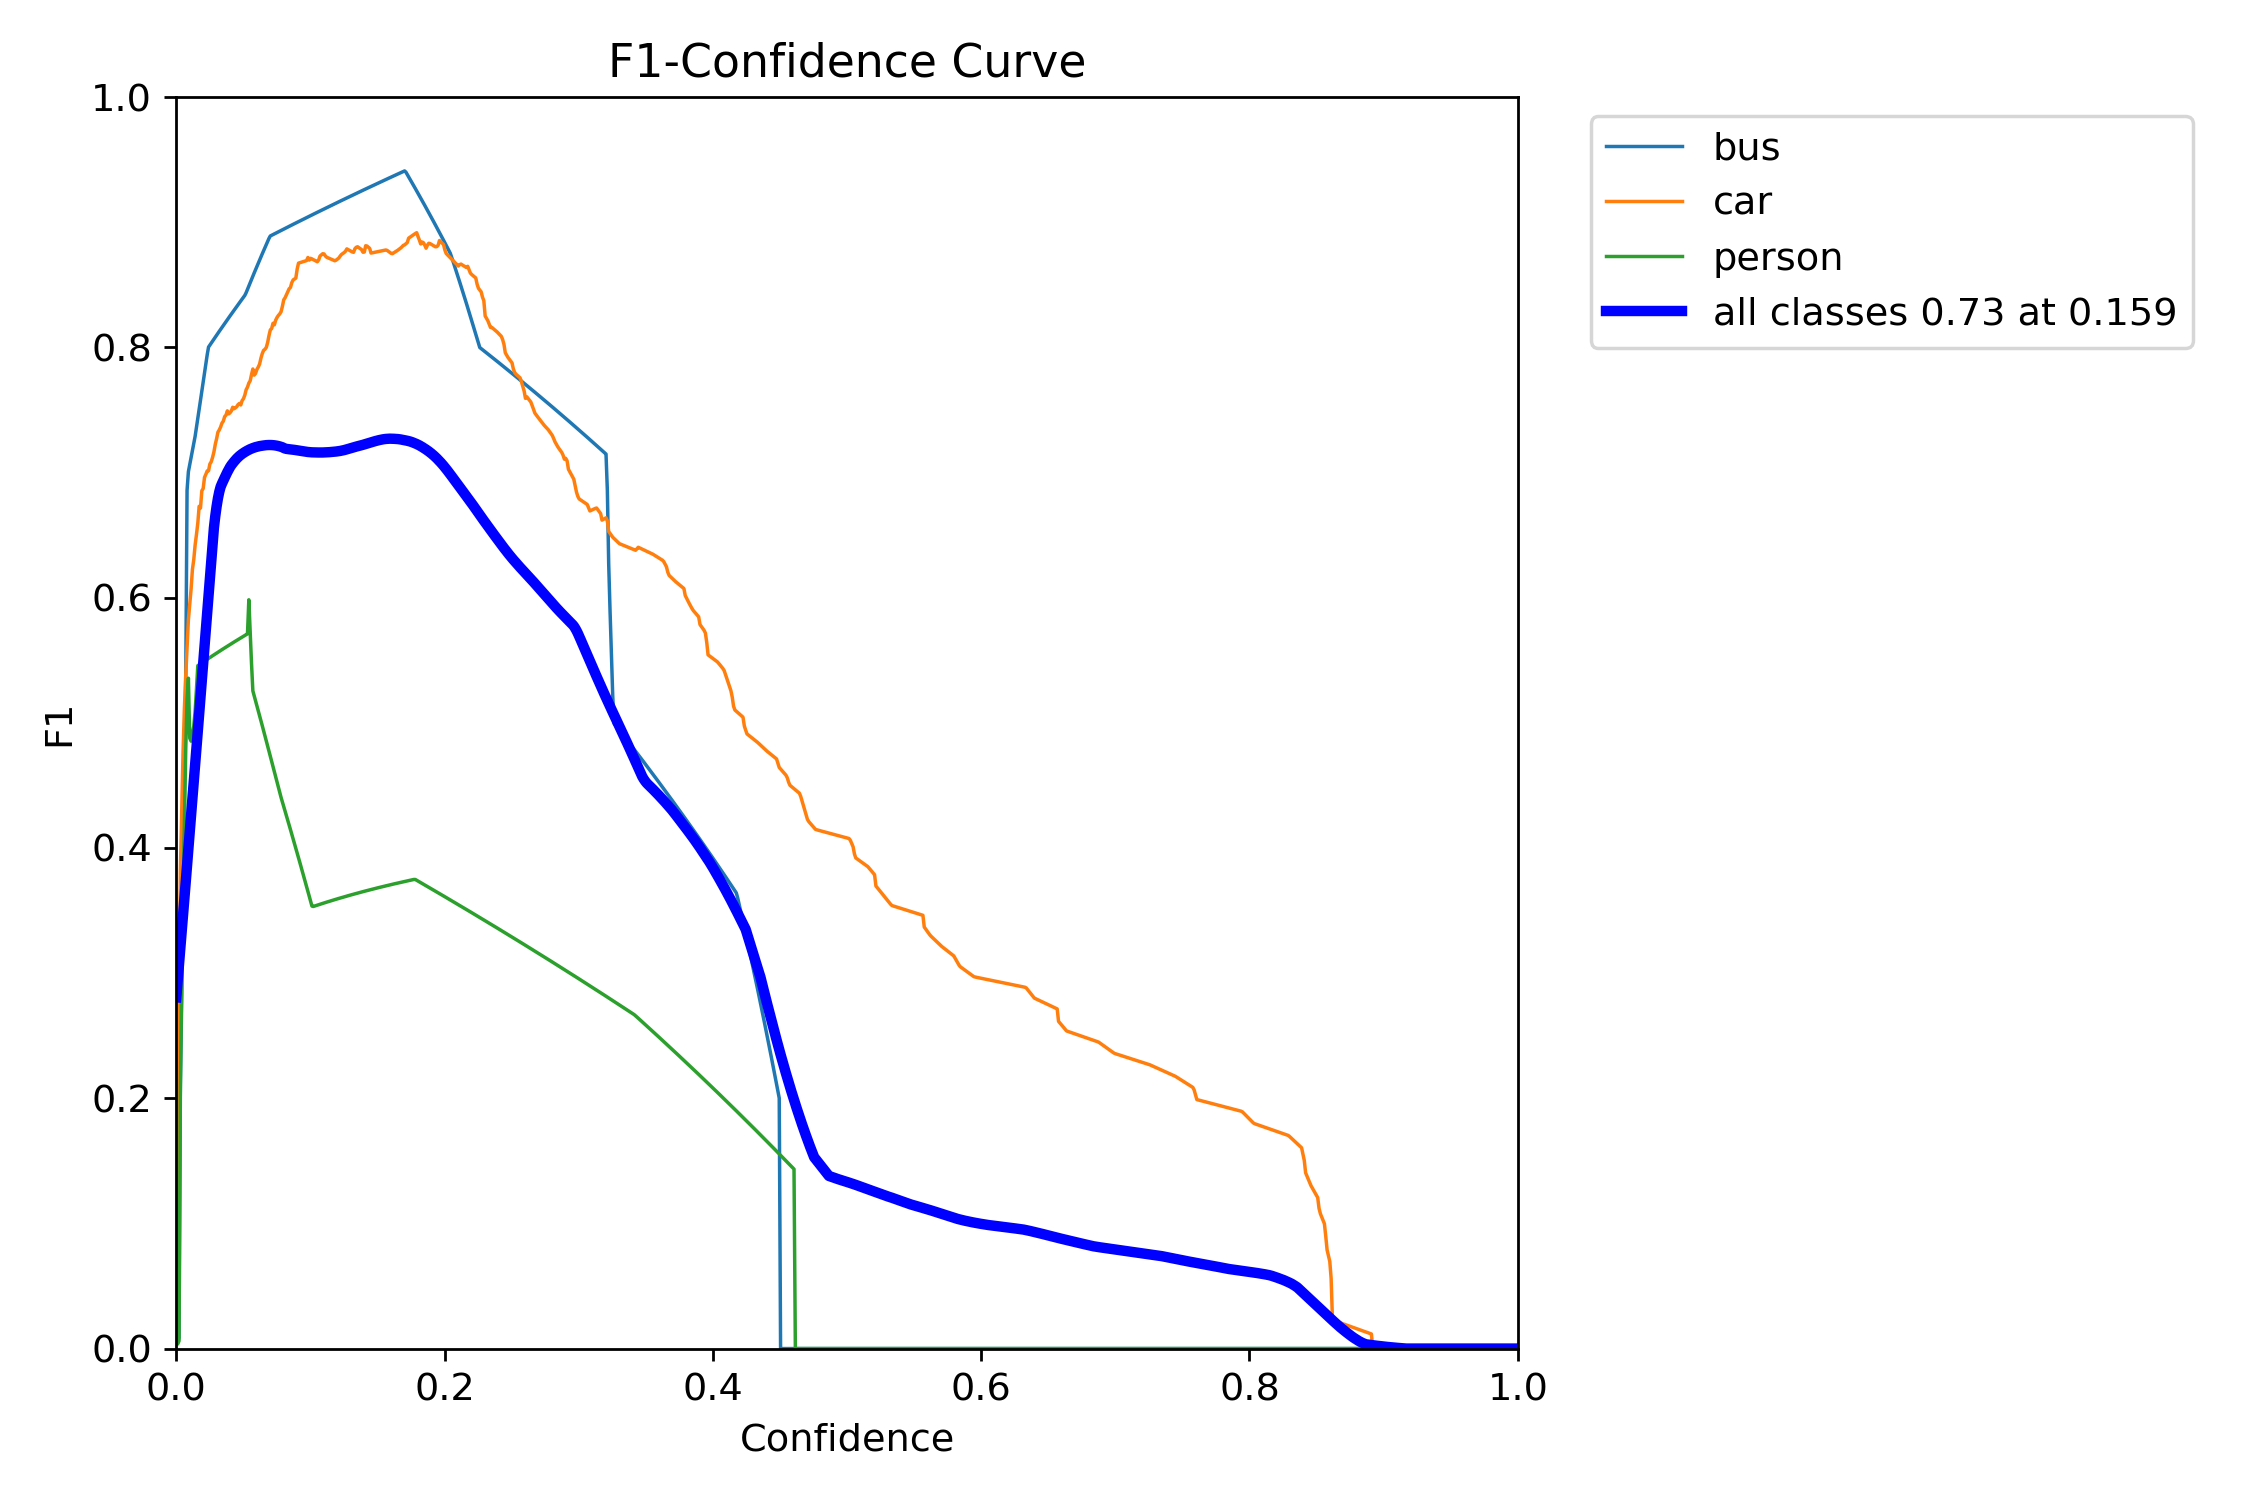 F1-Confidence Curve
1.0
0.8
0.6
0.4
0.2
0.0
F1
0.0 0.2 0.4 0.6 0.8 1.0
Confidence
bus
car
person
all classes 0.73 at 0.159